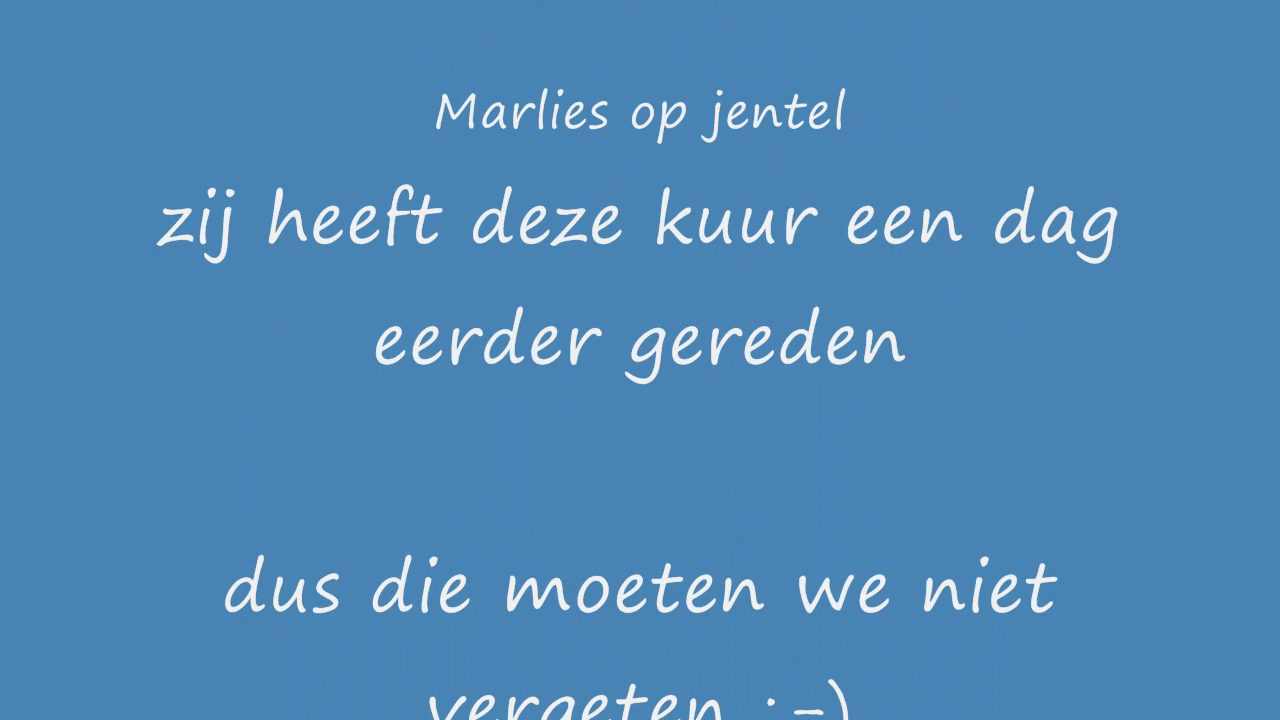 Marlies op jentel
zij heeft deze kuur een dag
eerder gereden
dus die moeten we niet
vergeten :-)